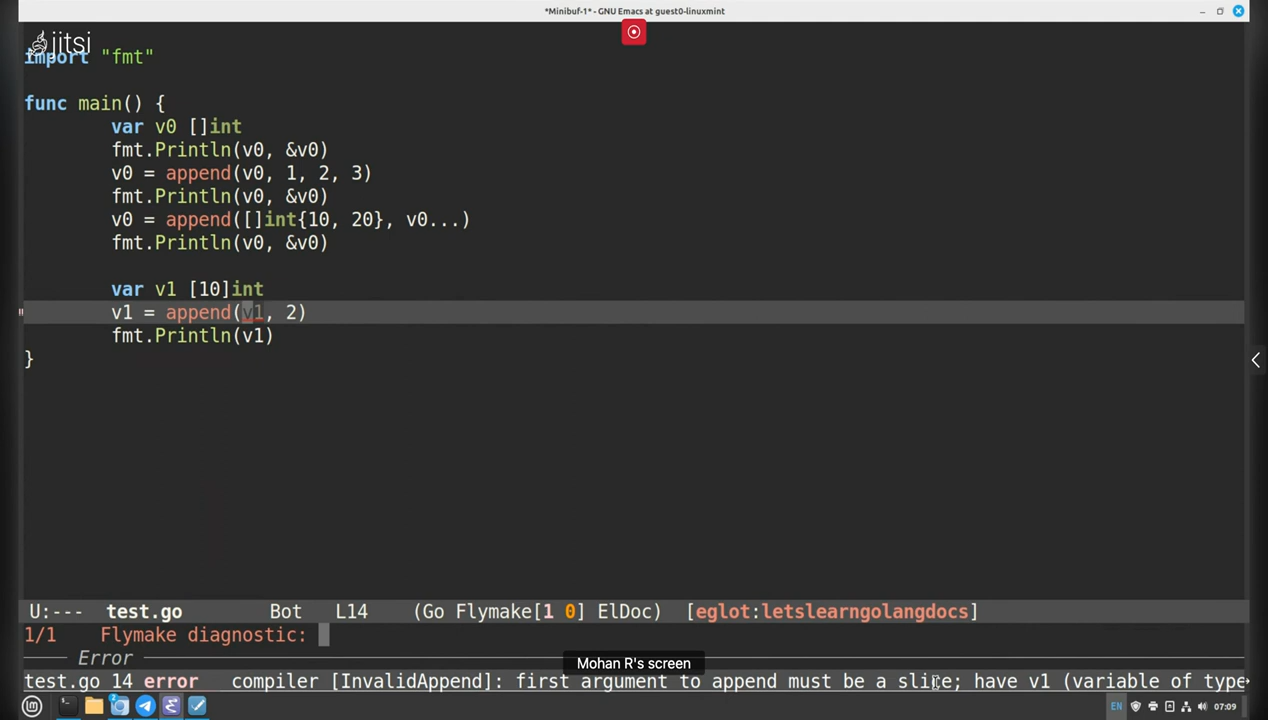 *Minibuf-1* - GNU Emacs at guest0-linuxmint
jitsi
import "fmt"
func main() {
var v0 []int
fmt.Println(v0, &v0)
v0 = append(v0, 1, 2, 3)
fmt.Println(v0, &v0)
v0 = append([]int{10, 20}, v0...)
fmt.Println(v0, &v0)
var v1 [10]int
!! v1 = append(v1, 2)
fmt.Println(v1)
}
U:--- test.go Bot L14 (Go Flymake[1 0] ElDoc) [eglot:letslearngolangdocs]
1/1 Flymake diagnostic:
Error
Mohan R's screen
test.go 14 error compiler [InvalidAppend]: first argument to append must be a slice; have v1 (variable of type
2 EN 07:09